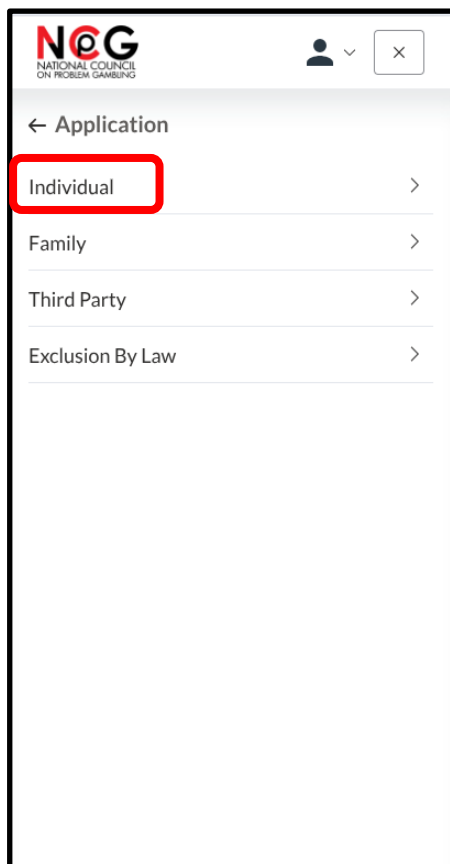 NCPG
NATIONAL COUNCIL
ON PROBLEM GAMBLING
← Application
Individual
Family
Third Party
Exclusion By Law